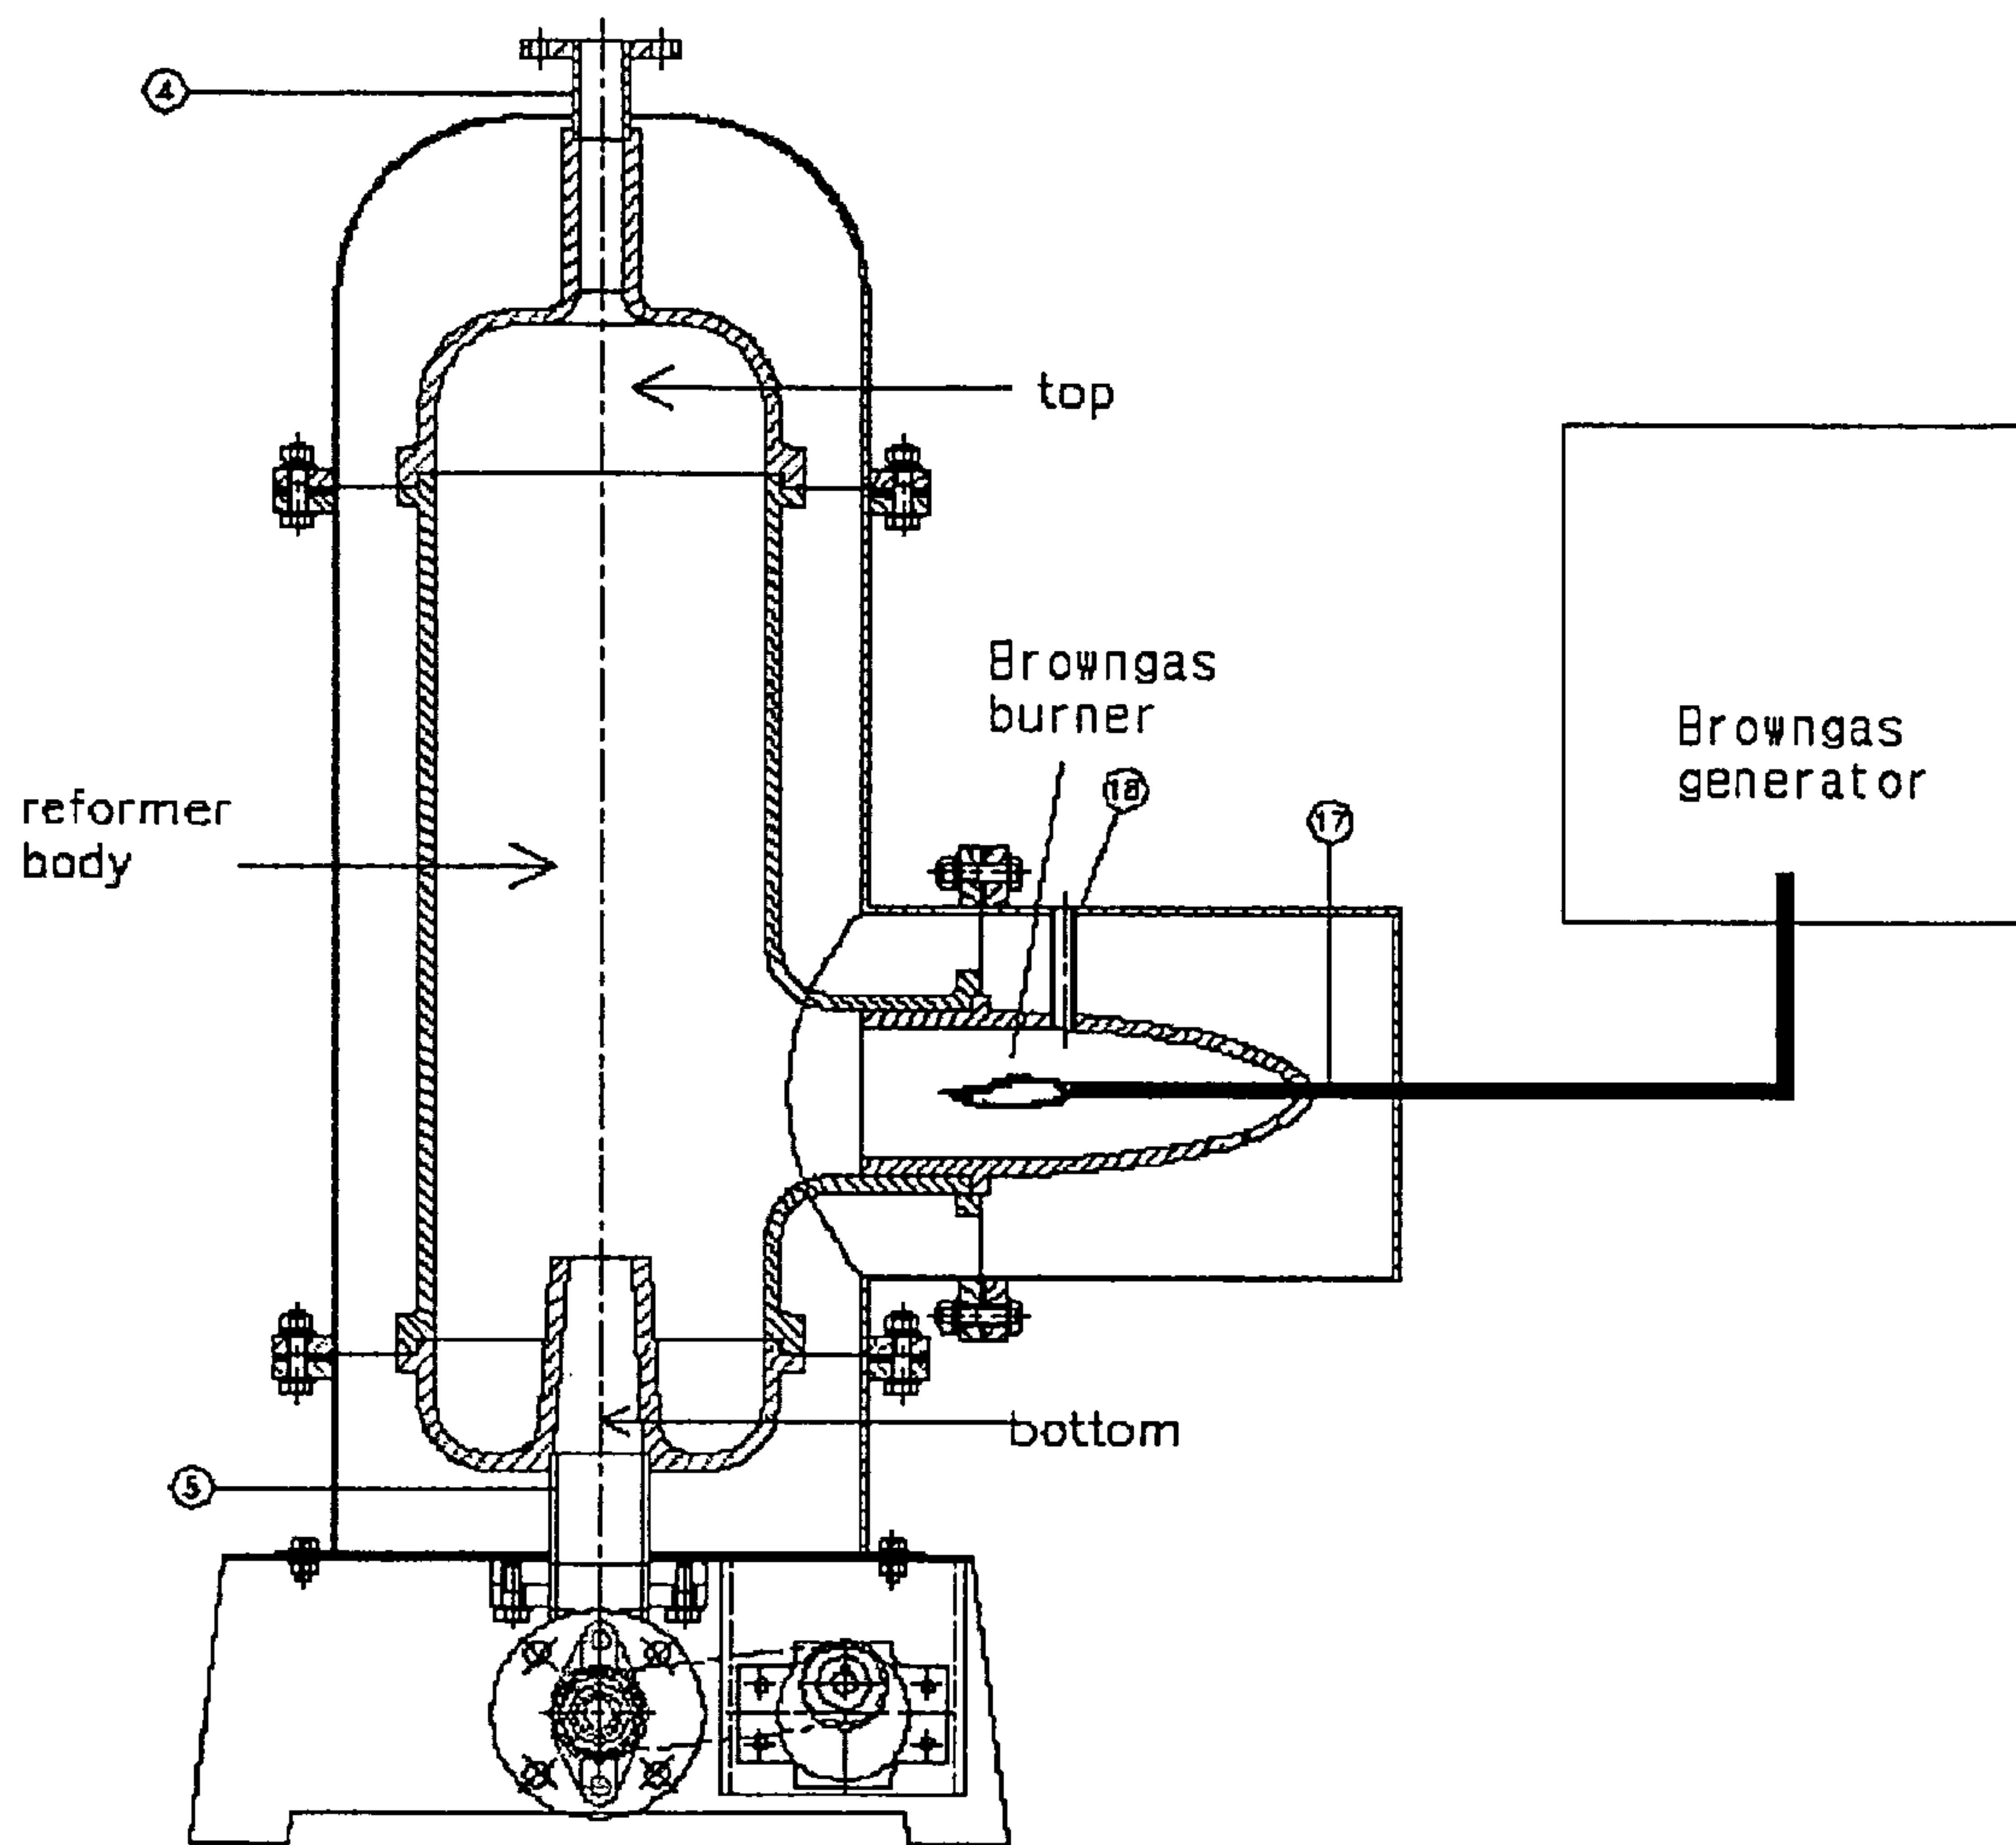 4
top
Browngas
burner
18
17
Browngas
generator
reformer
body
bottom
5